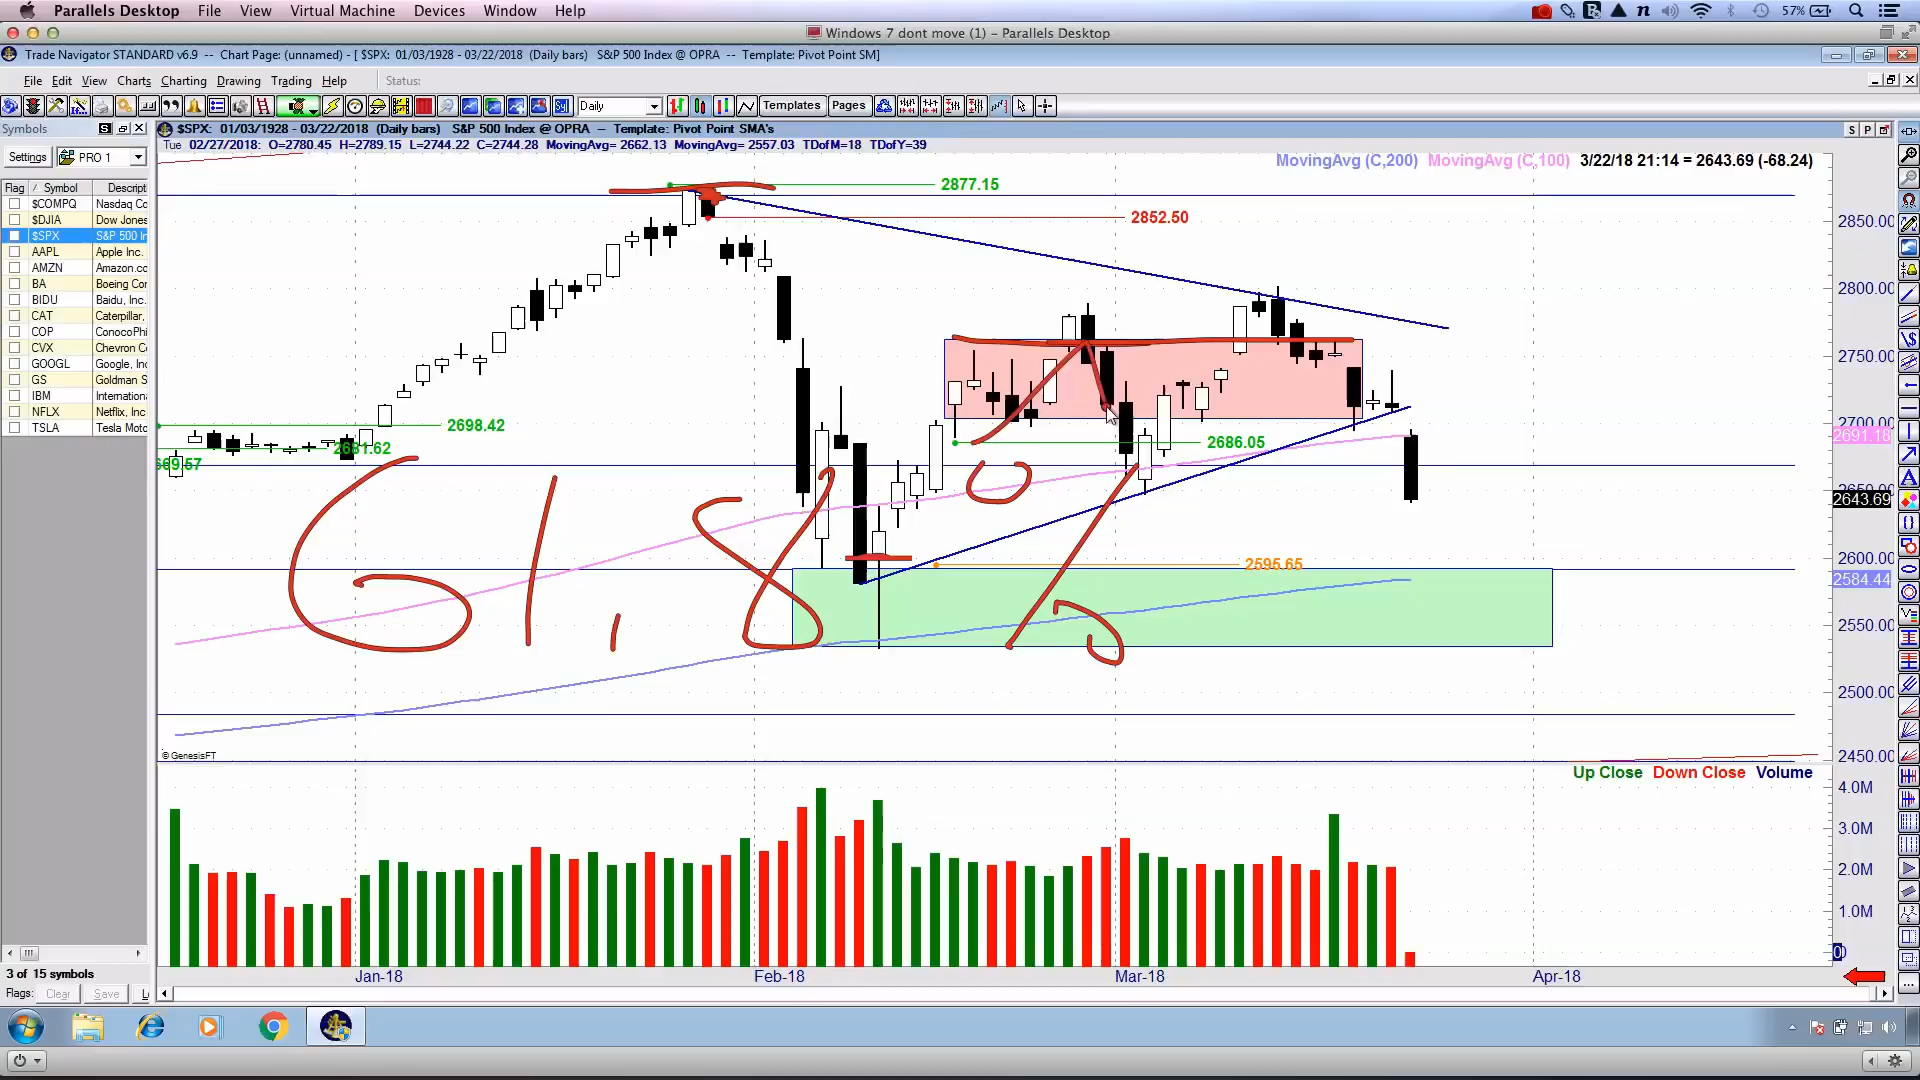 Parallels Desktop File View Virtual Machine Devices Window Help 57%
Windows 7 dont move (1) - Parallels Desktop
Trade Navigator STANDARD v6.9 -- Chart Page: (unnamed) - [ $SPX: 01/03/1928 - 03/22/2018 (Daily bars) S&P 500 Index @ OPRA -- Template: Pivot Point SM]
File Edit View Charts Charting Drawing Trading Help Status:
Daily Templates Pages
Symbols S
$SPX: 01/03/1928 - 03/22/2018 (Daily bars) S&P 500 Index @ OPRA -- Template: Pivot Point SMA's S P
Tue 02/27/2018: O=2780.45 H=2789.15 L=2744.22 C=2744.28 MovingAvg= 2662.13 MovingAvg= 2557.03 TDofM=18 TDofY=39
Settings PRO 1
MovingAvg (C,200) MovingAvg (C,100) 3/22/18 21:14 = 2643.69 (-68.24)
Flag Symbol Descript
$COMPQ Nasdaq Co
$DJIA Dow Jones
$SPX S&P 500 In
AAPL Apple Inc.
AMZN Amazon.co
BA Boeing Cor
BIDU Baidu, Inc.
CAT Caterpillar,
COP ConocoPhi
CVX Chevron C
GOOGL Google, Inc
GS Goldman S
IBM Internationa
NFLX Netflix, Inc
TSLA Tesla Moto
2877.15
2852.50
2850.00
2800.00
2750.00
2700.00
2698.42
2681.62
2686.05
2691.18
2643.69
2600.00
2595.65
2584.44
2550.00
2500.00
2450.00
61.8 %
© GenesisFT
Up Close Down Close Volume
4.0M
3.0M
2.0M
1.0M
Jan-18 Feb-18 Mar-18 Apr-18
3 of 15 symbols
Flags: Clear Save